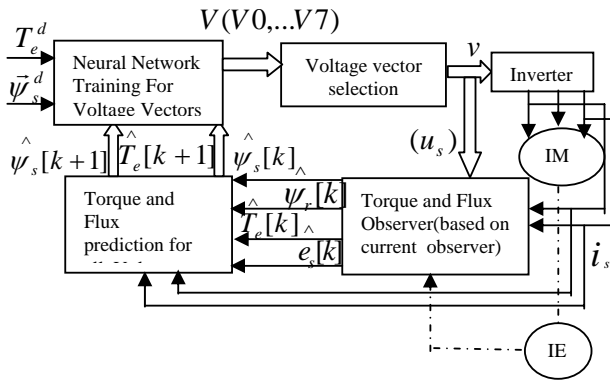 V(V0,...V7)
T_e^d
ψ⃗_s^d
Neural Network
Training For
Voltage Vectors
Voltage vector
selection
v
Inverter
IM
(u_s)
ψ̂_s[k+1]
T̂_e[k+1]
ψ̂_s[k]
ψ̂_r[k]
T̂_e[k]
ê_s[k]
Torque and
Flux
prediction for
Torque and Flux
Observer(based on
current observer)
i_s
IE